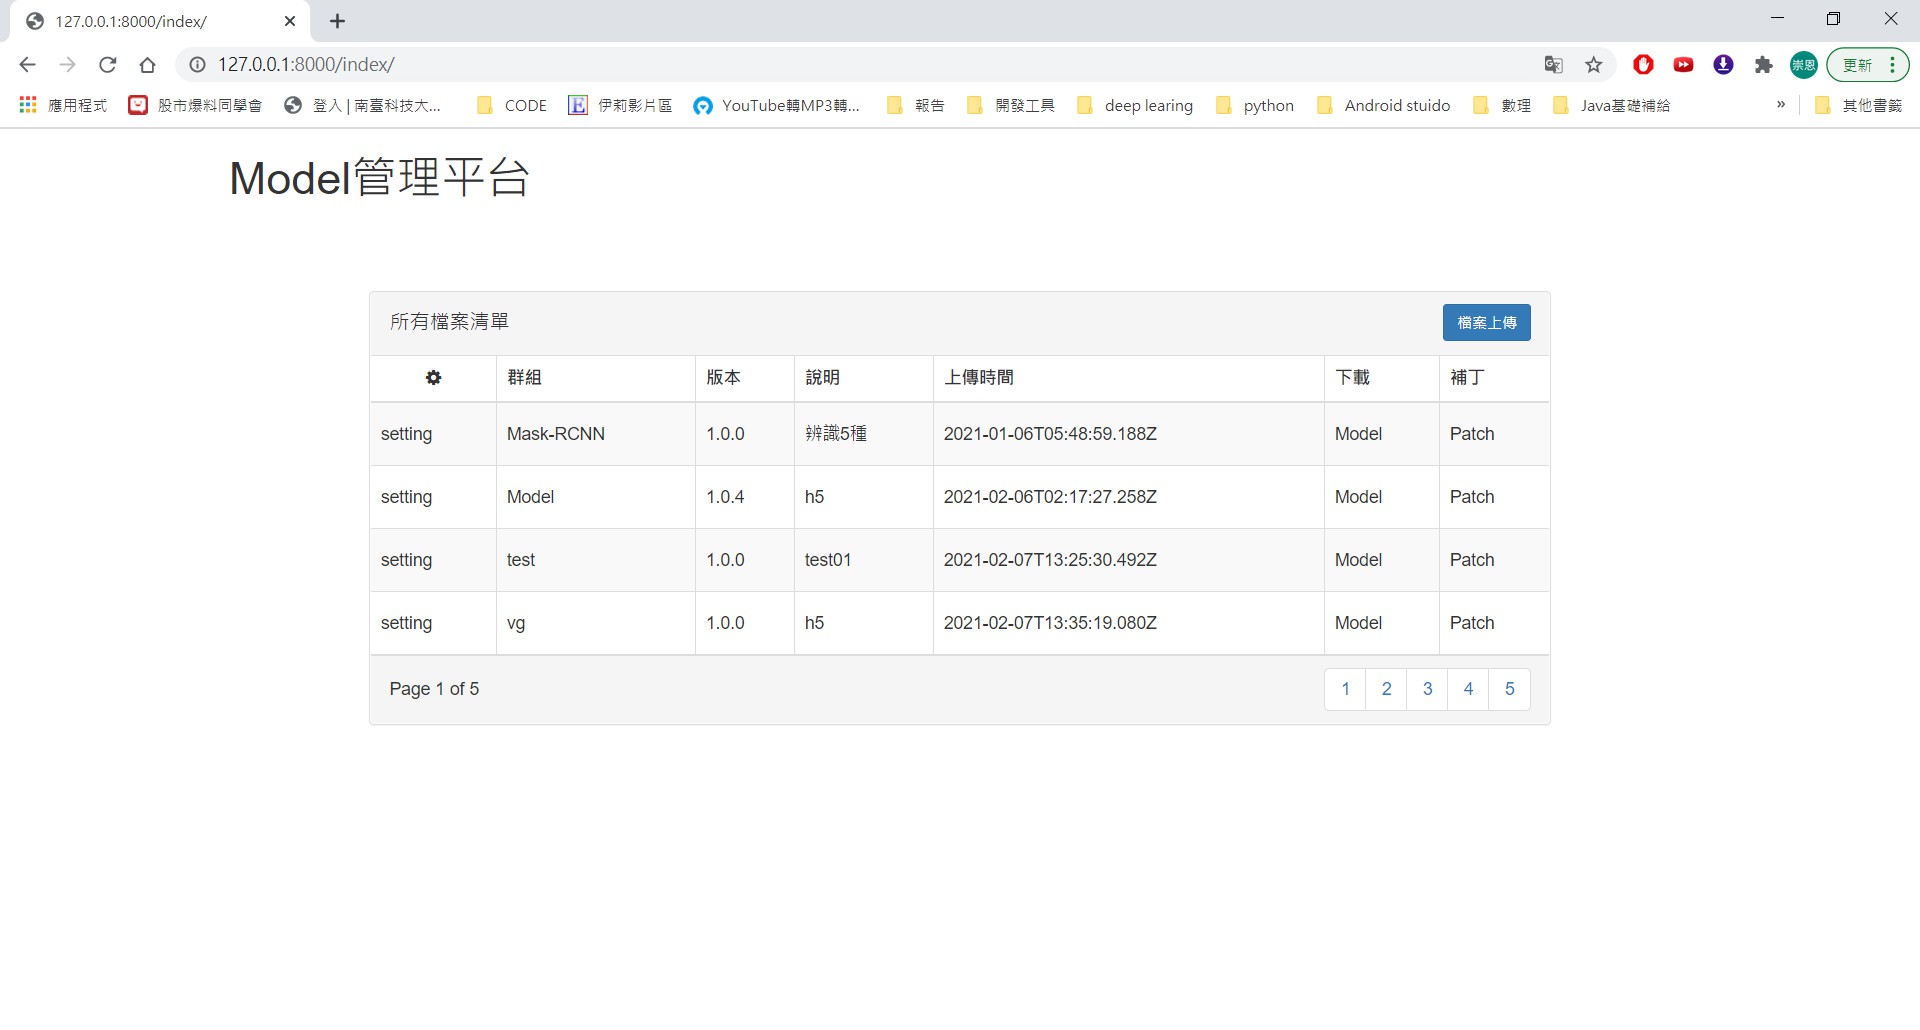 127.0.0.1:8000/index/
127.0.0.1:8000/index/
崇恩
更新
應用程式 股市爆料同學會 登入 | 南臺科技大... CODE 伊莉影片區 YouTube轉MP3轉... 報告 開發工具 deep learing python Android stuido 數理 Java基礎補給 » 其他書籤
Model管理平台
所有檔案清單 檔案上傳
群組 版本 說明 上傳時間 下載 補丁
setting Mask-RCNN 1.0.0 辨識5種 2021-01-06T05:48:59.188Z Model Patch
setting Model 1.0.4 h5 2021-02-06T02:17:27.258Z Model Patch
setting test 1.0.0 test01 2021-02-07T13:25:30.492Z Model Patch
setting vg 1.0.0 h5 2021-02-07T13:35:19.080Z Model Patch
Page 1 of 5 1 2 3 4 5